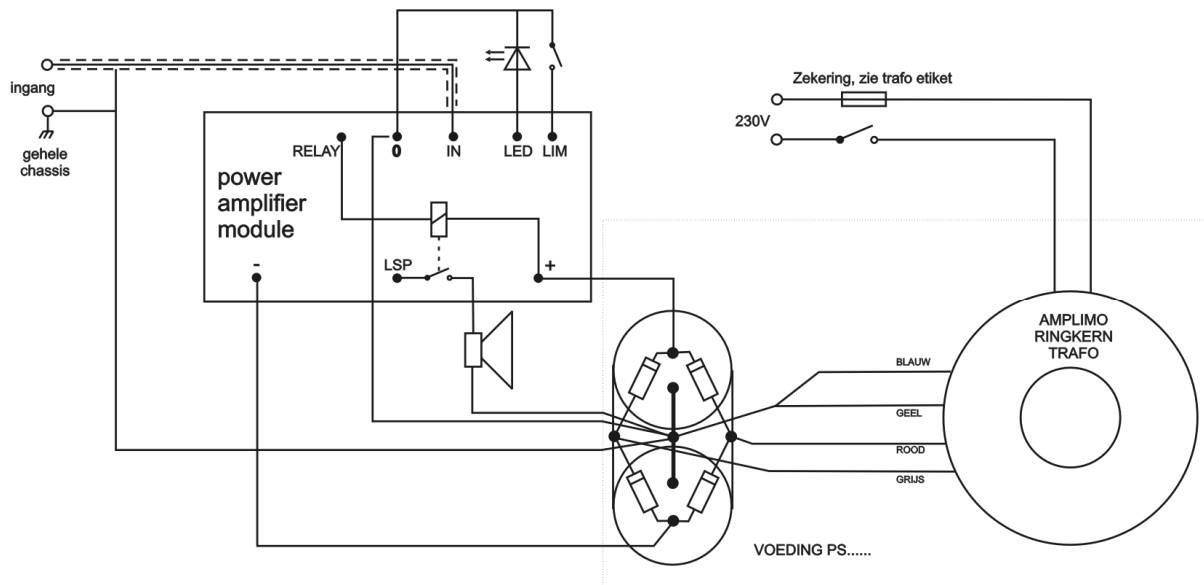 ingang
gehele
chassis
RELAY
0
IN
LED
LIM
power
amplifier
module
-
LSP
+
Zekering, zie trafo etiket
230V
AMPLIMO
RINGKERN
TRAFO
BLAUW
GEEL
ROOD
GRIJS
VOEDING PS......